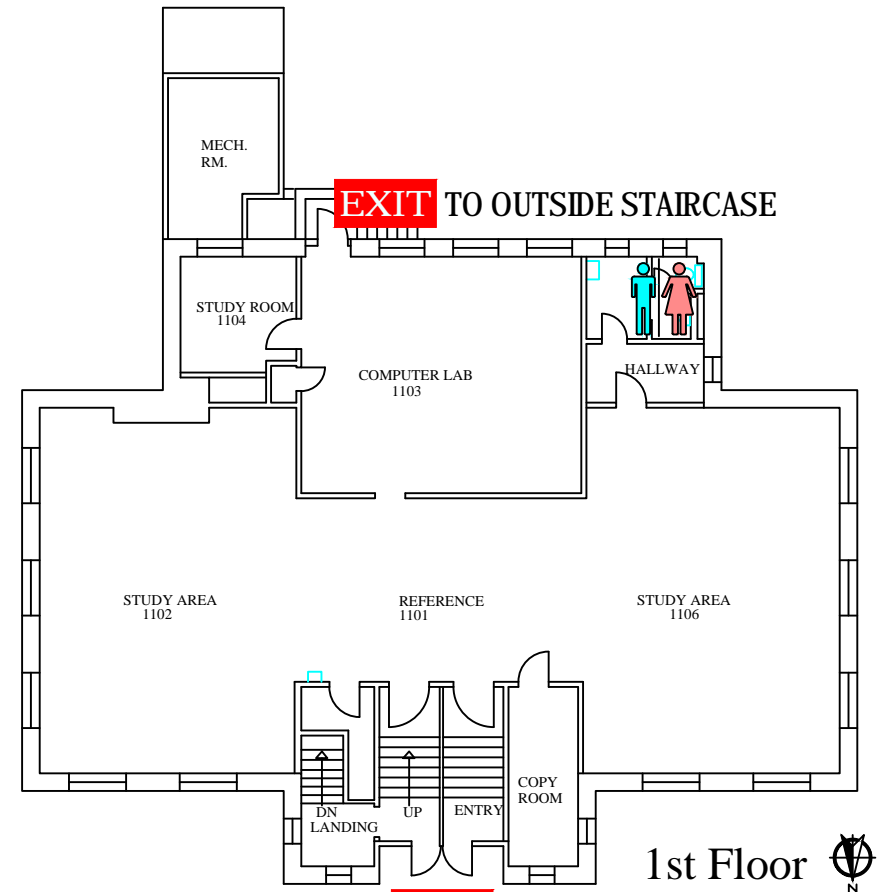 MECH.
RM.
EXIT TO OUTSIDE STAIRCASE
STUDY ROOM
1104
COMPUTER LAB
1103
HALLWAY
STUDY AREA
1102
REFERENCE
1101
STUDY AREA
1106
COPY
ROOM
DN
LANDING
UP
ENTRY
1st Floor
N